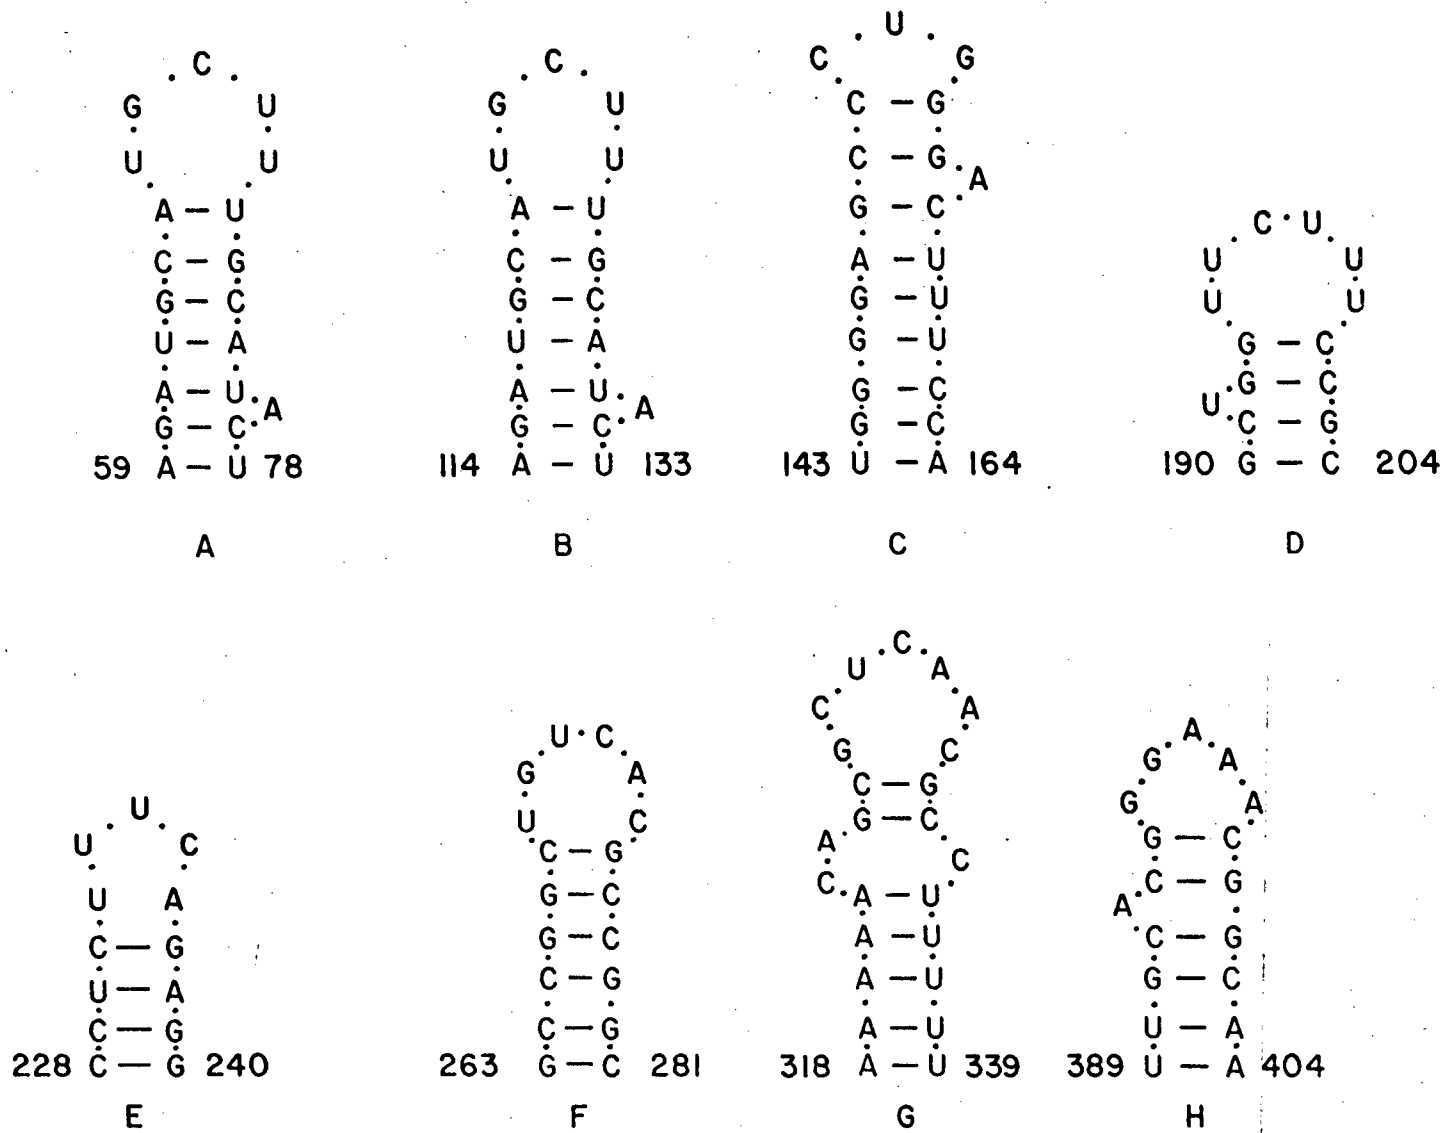 C
G U
U U
A – U
C – G
G – C
U – A
A – U
A
G – C
59 A – U 78
A
C
G U
U U
A – U
C – G
G – C
U – A
A – U
A
G – C
114 A – U 133
B
U
C G
C – G
C – G
A
G – C
A – U
G – U
G – U
G – C
G – C
143 U – A 164
C
C U
U U
U U
G – C
G – C
U
C – G
190 G – C 204
D
U
U C
U A
C – G
U – A
C – G
228 C – G 240
E
U C
G A
U C
C – G
G – C
G – C
C – G
C – G
263 G – C 281
F
C
U A
C A
G C
C – G
G – C
A
C
C
A – U
A – U
A – U
A – U
318 A – U 339
G
A
G A
G A
G – C
C – G
A
C – G
G – C
U – A
389 U – A 404
H